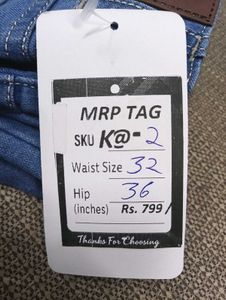 MRP TAG
SKU K@-2
Waist Size 32
Hip 36
(inches) Rs. 799/
Thanks For Choosing